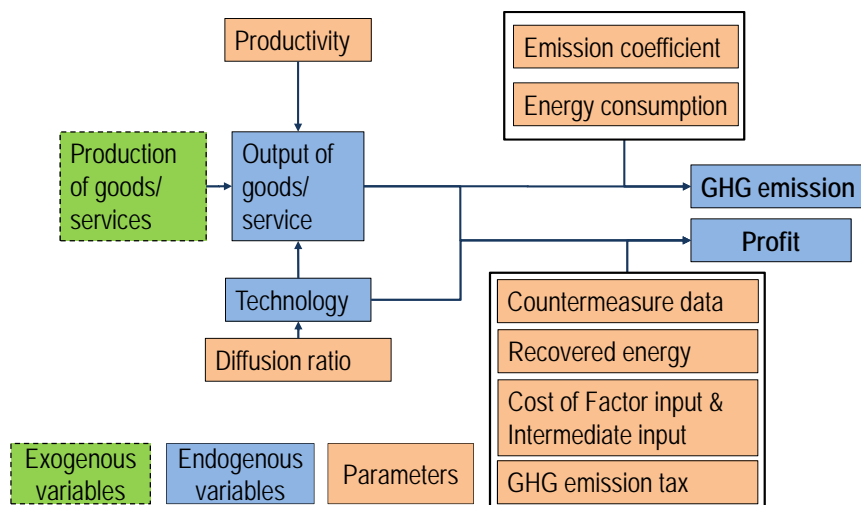 Productivity
Emission coefficient
Energy consumption
Production
of goods/
services
Output of
goods/
service
GHG emission
Profit
Technology
Diffusion ratio
Countermeasure data
Recovered energy
Cost of Factor input &
Intermediate input
GHG emission tax
Exogenous
variables
Endogenous
variables
Parameters